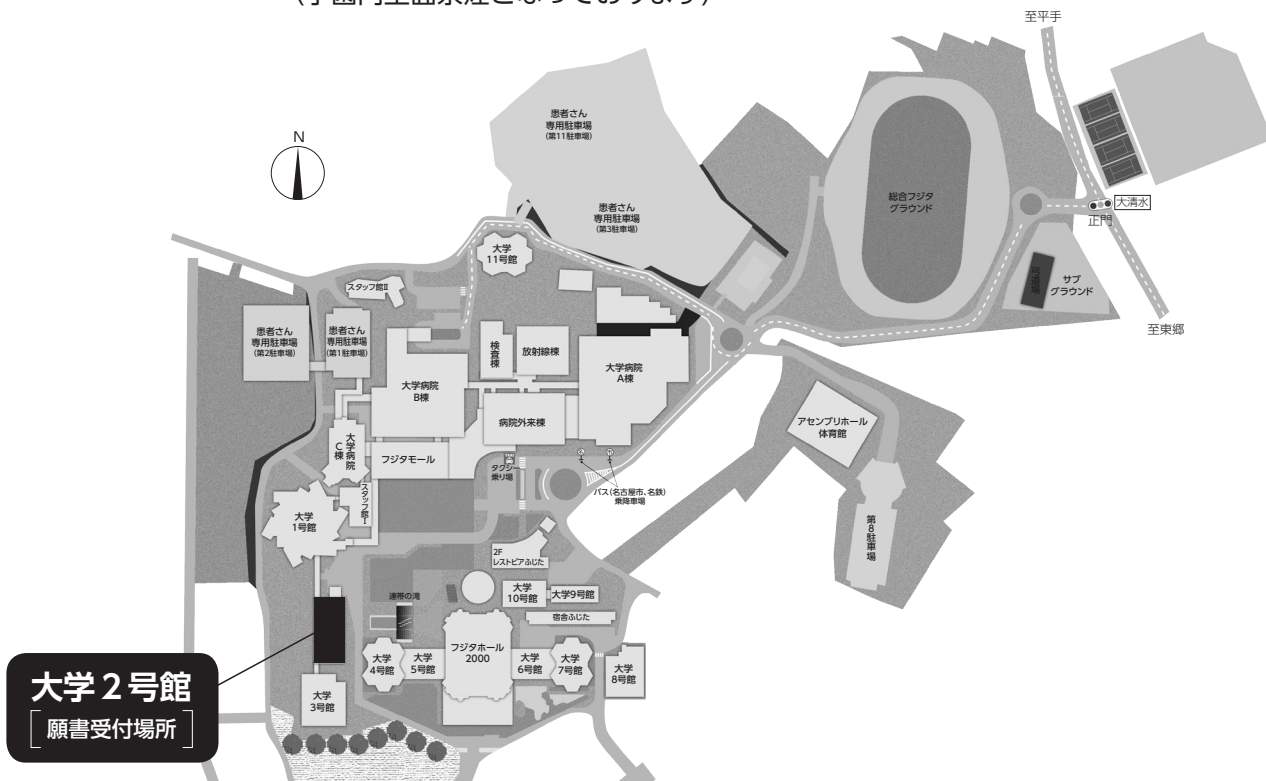 至平手
患者さん
専用駐車場
(第11駐車場)
N
総合フジタ
グラウンド
大清水
正門
患者さん
専用駐車場
(第3駐車場)
大学
11号館
サブ
グラウンド
スタッフ館Ⅱ
至東郷
患者さん
専用駐車場
(第2駐車場)
患者さん
専用駐車場
(第1駐車場)
検査棟
放射線棟
大学病院
A棟
大学病院
B棟
アセンブリホール
体育館
病院外来棟
大学病院
C棟
フジタモール
タクシー
乗り場
バス(名古屋市、名鉄)
乗降車場
スタッフ館Ⅰ
大学
1号館
第8駐車場
2F
レストピアふじた
大学
10号館
大学9号館
連帯の滝
宿舎ふじた
フジタホール
2000
大学
4号館
大学
5号館
大学
6号館
大学
7号館
大学
8号館
大学2号館
願書受付場所
大学
3号館